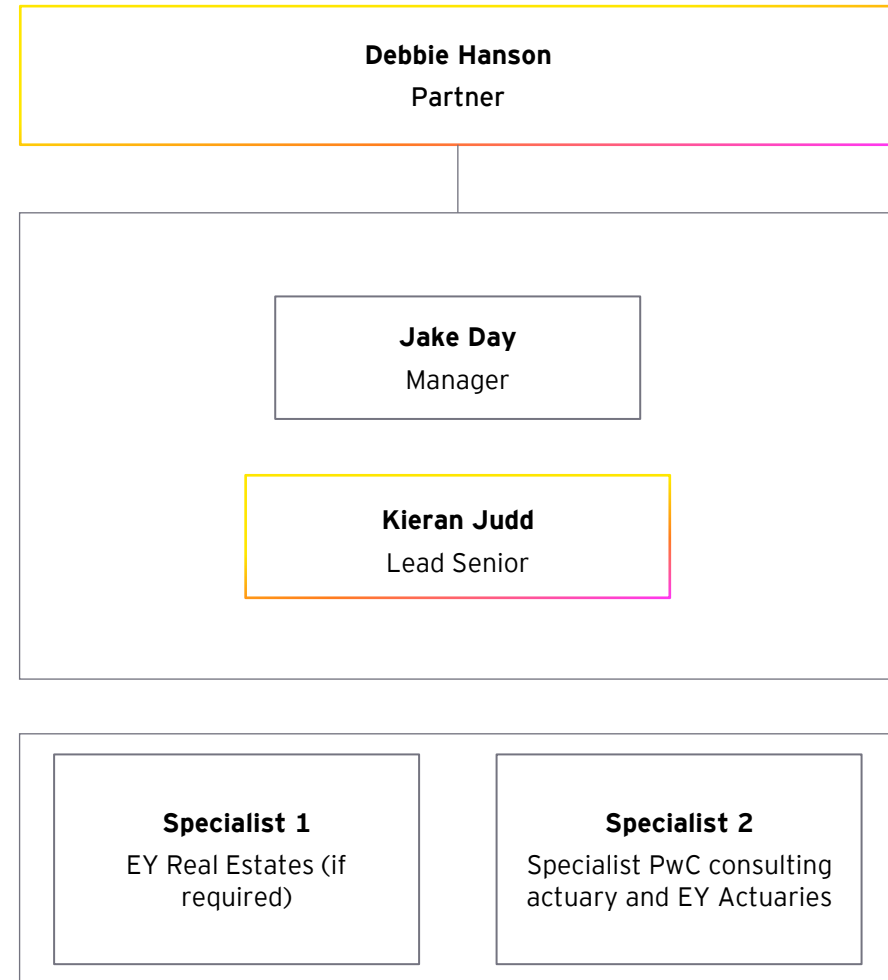 Debbie Hanson
Partner
Jake Day
Manager
Kieran Judd
Lead Senior
Specialist 1
EY Real Estates (if
required)
Specialist 2
Specialist PwC consulting
actuary and EY Actuaries